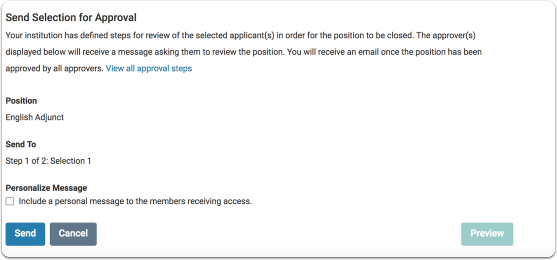 Send Selection for Approval
Your institution has defined steps for review of the selected applicant(s) in order for the position to be closed. The approver(s)
displayed below will receive a message asking them to review the position. You will receive an email once the position has been
approved by all approvers. View all approval steps
Position
English Adjunct
Send To
Step 1 of 2: Selection 1
Personalize Message
Include a personal message to the members receiving access.
Send Cancel Preview